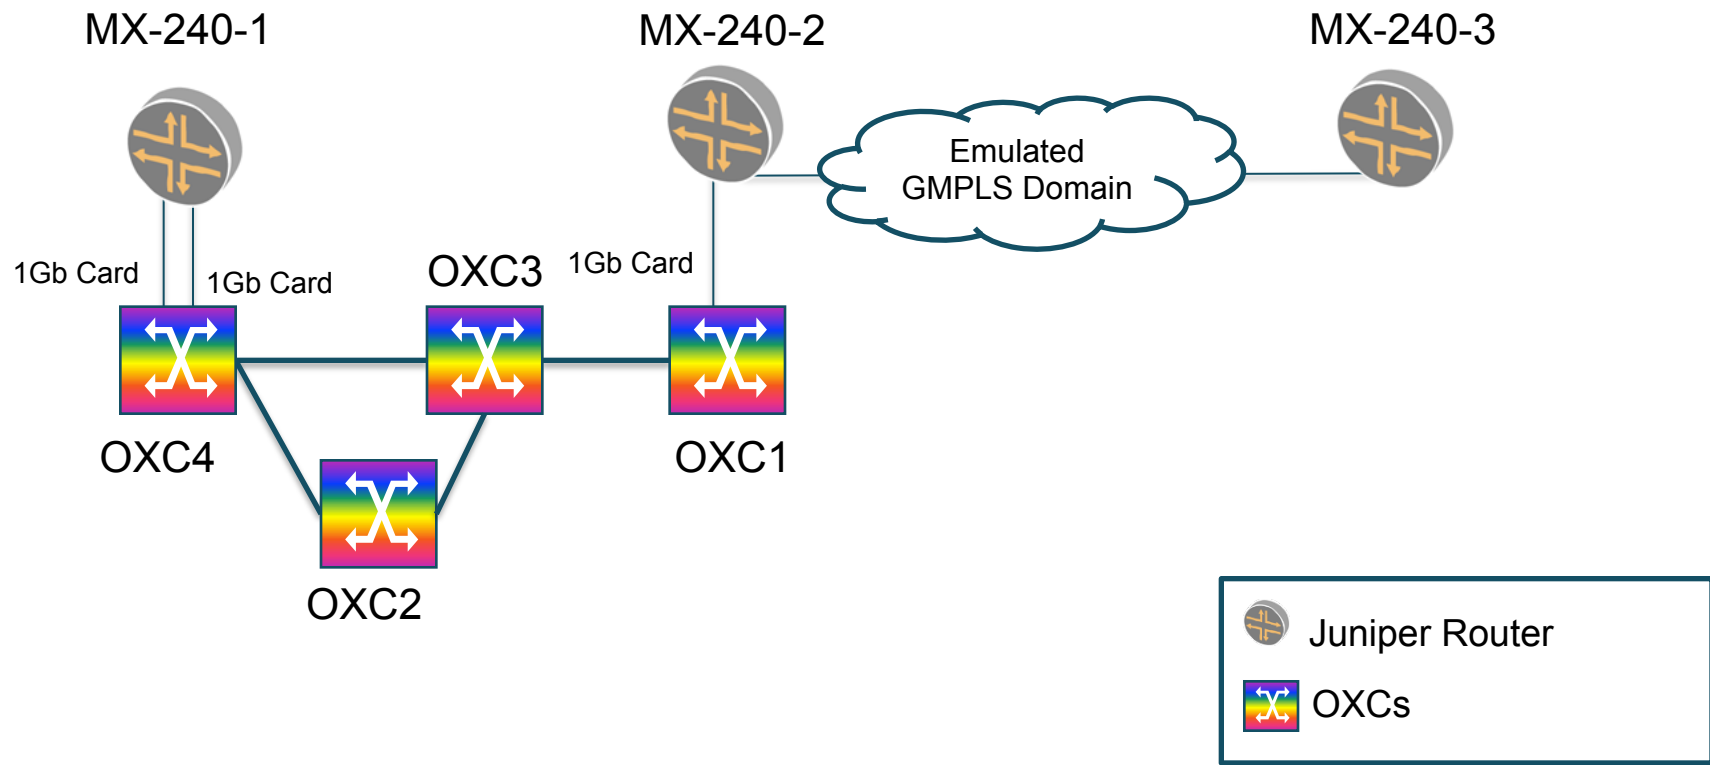 MX-240-1
MX-240-2
MX-240-3
Emulated
GMPLS Domain
1Gb Card
1Gb Card
OXC3
1Gb Card
OXC4
OXC1
OXC2
Juniper Router
OXCs